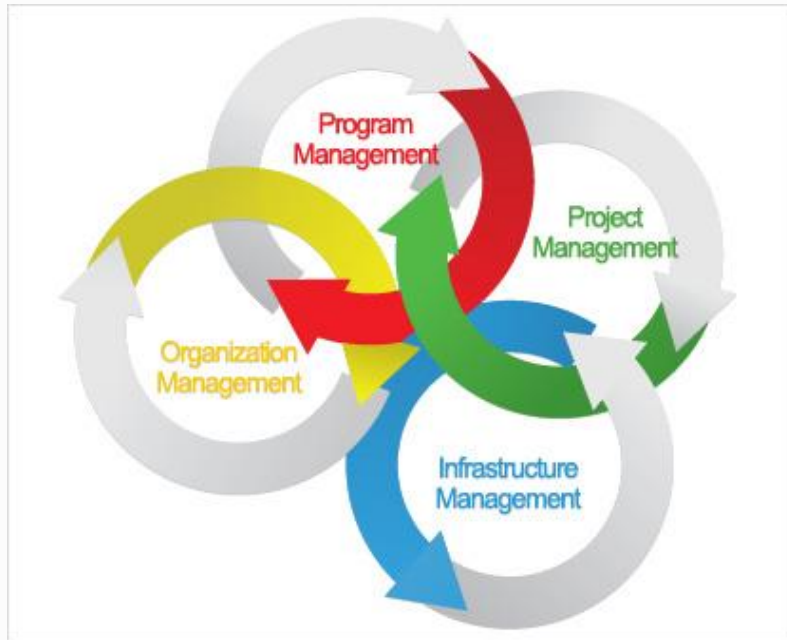 Program
Management
Project
Management
Organization
Management
Infrastructure
Management